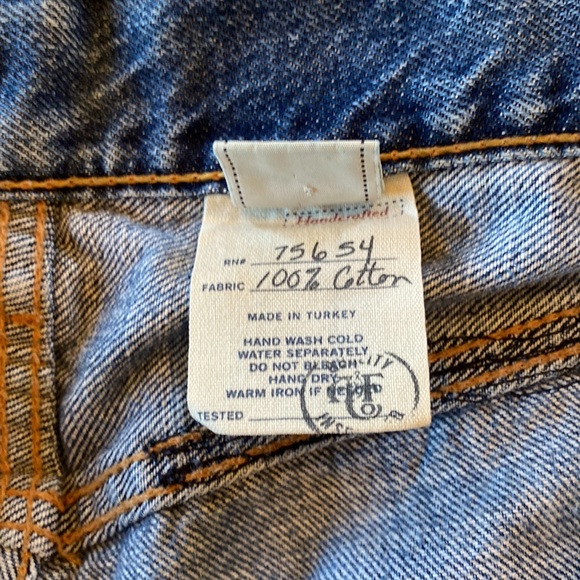 Handcrafted
RN# 75654
FABRIC 100% Cotton
MADE IN TURKEY
HAND WASH COLD
WATER SEPARATELY
DO NOT BLEACH
HANG DRY
WARM IRON IF NEEDED
TESTED